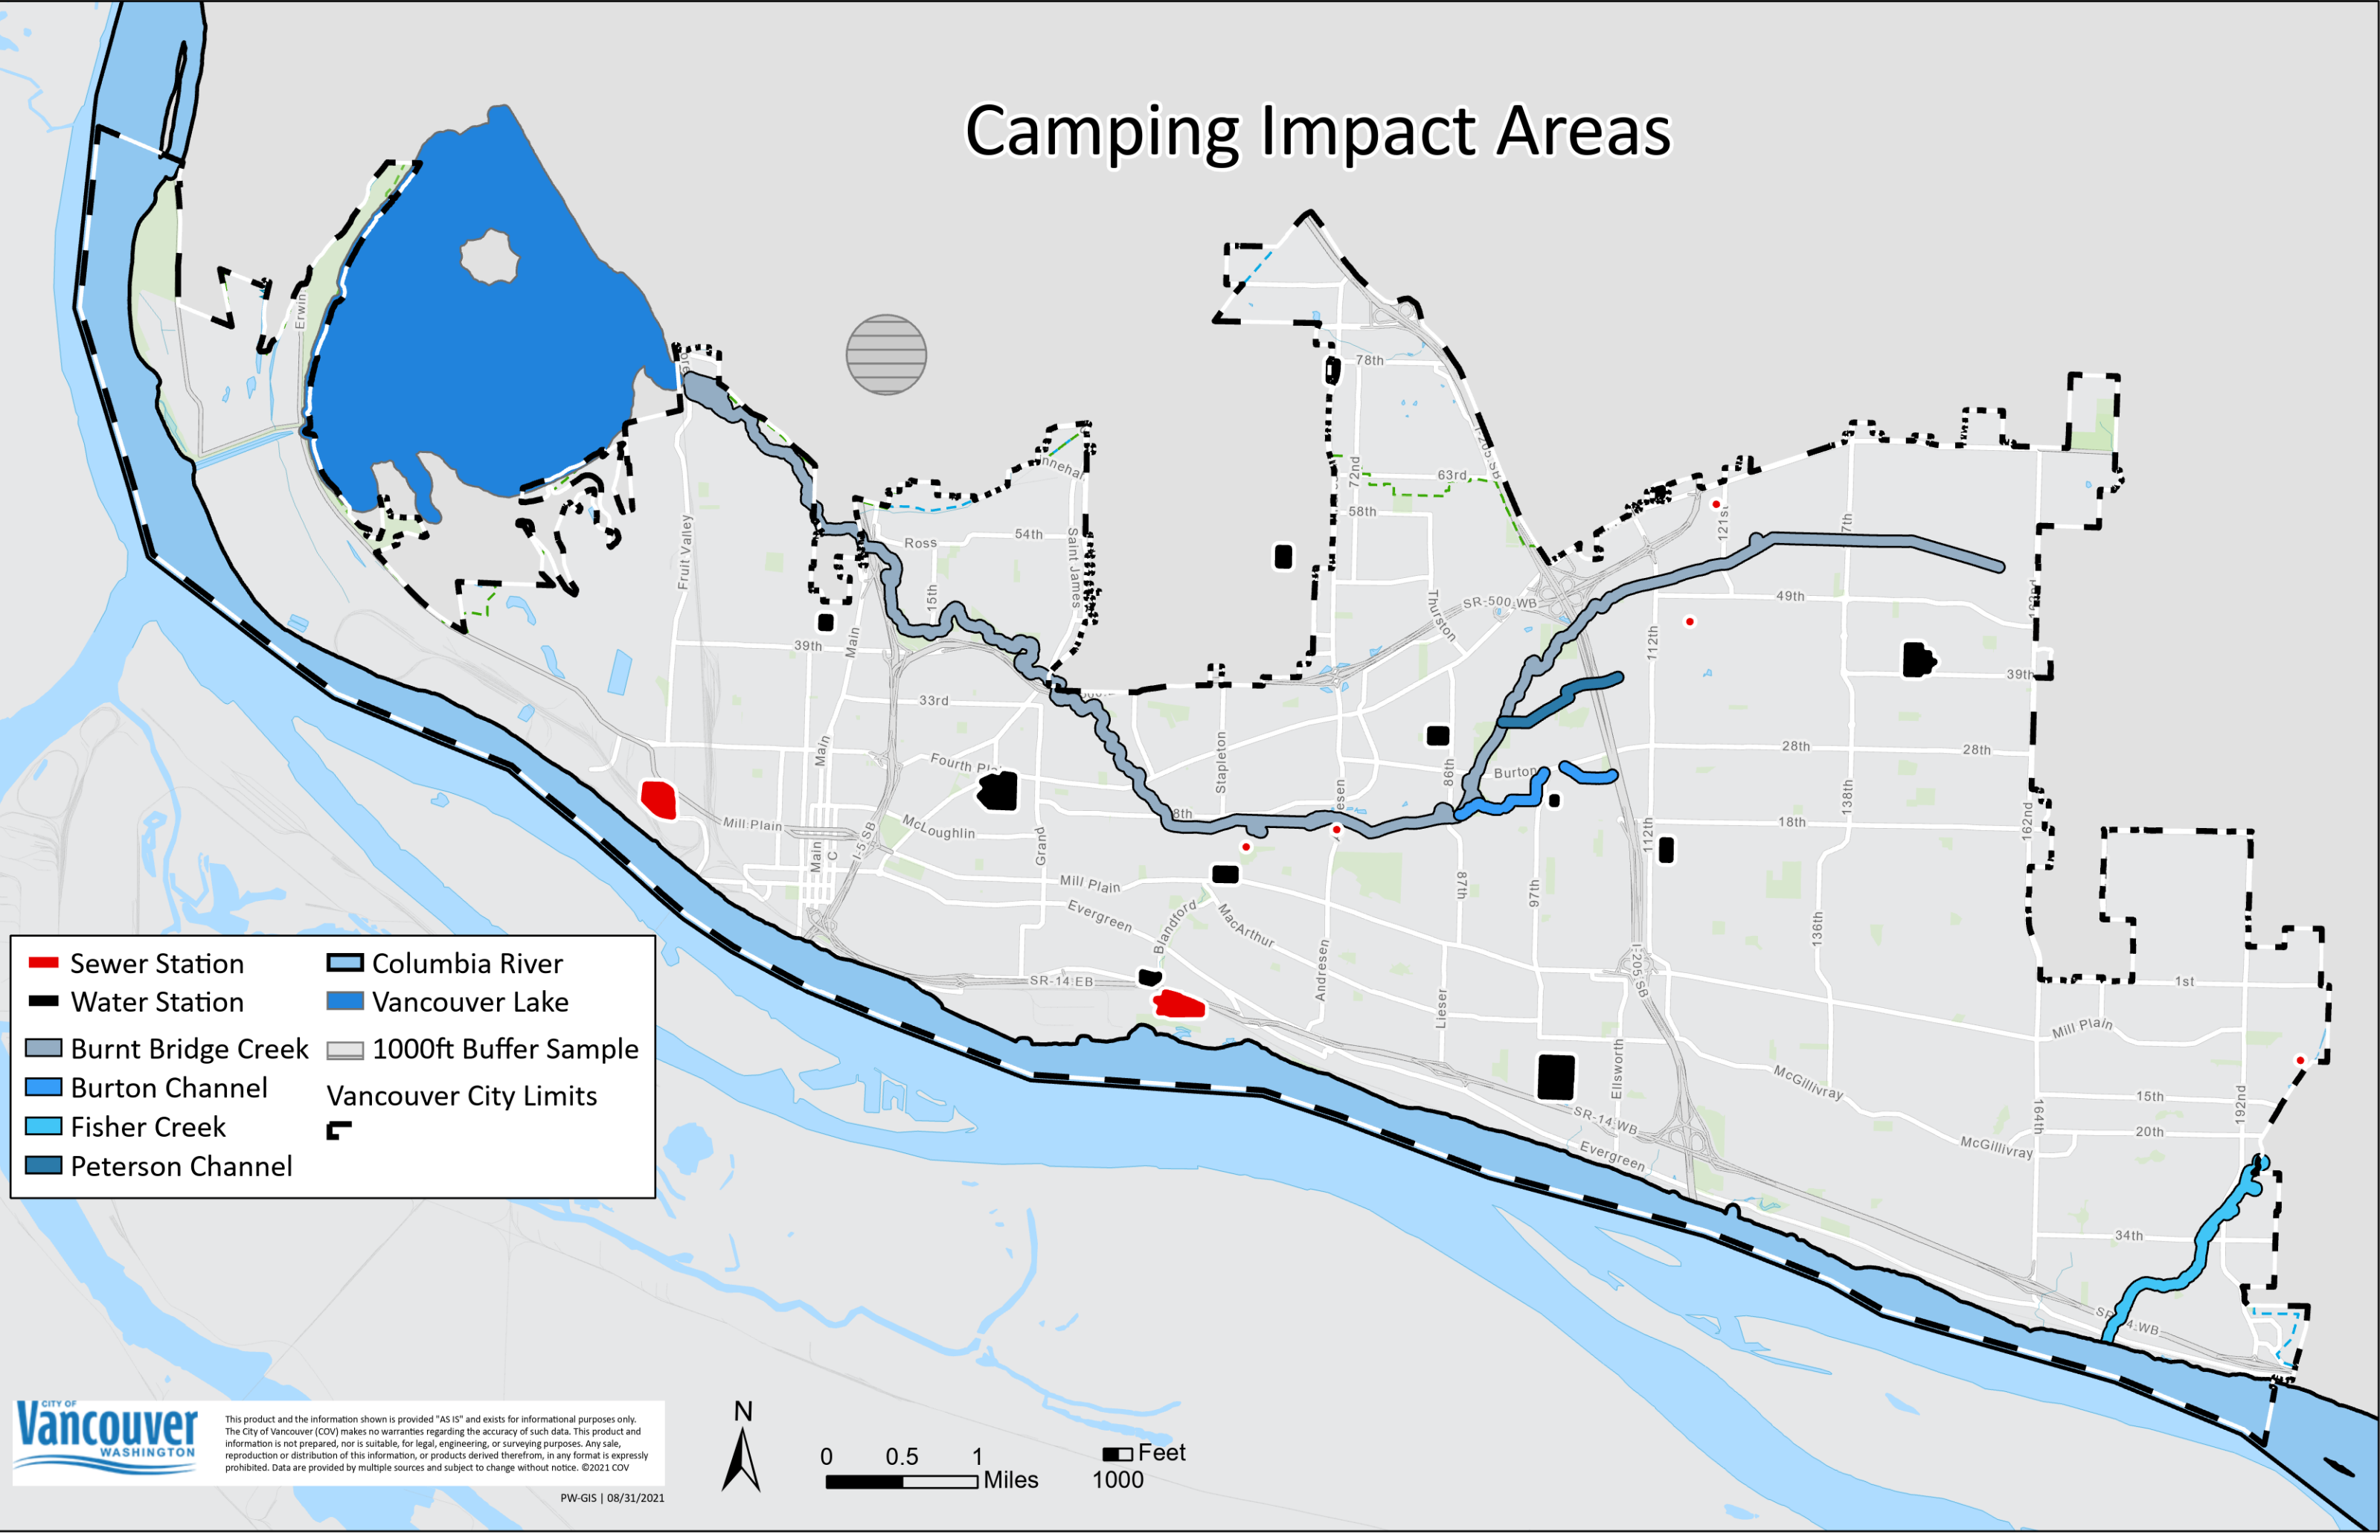 Camping Impact Areas
Erwin
78th
72nd
63rd
I-205 SB
58th
Thurston
SR-500 WB
121st
49th
112th
39th
Fruit Valley
Ross
54th
15th
Saint James
39th
Main
33rd
Main
Fourth Plain
Stapleton
86th
Burton
28th
28th
138th
18th
112th
162nd
Mill Plain
McLoughlin
Grand
Main
C
I-5 SB
Mill Plain
Evergreen
Blandford
MacArthur
87th
97th
136th
I-205 SB
1st
Mill Plain
SR-14 EB
Andresen
Lieser
Ellsworth
McGillivray
15th
164th
192nd
20th
McGillivray
SR-14 WB
Evergreen
34th
Sewer Station
Water Station
Burnt Bridge Creek
Burton Channel
Fisher Creek
Peterson Channel
Columbia River
Vancouver Lake
1000ft Buffer Sample
Vancouver City Limits
CITY OF
Vancouver
WASHINGTON
This product and the information shown is provided "AS IS" and exists for informational purposes only.
The City of Vancouver (COV) makes no warranties regarding the accuracy of such data. This product and
information is not prepared, nor is suitable, for legal, engineering, or surveying purposes. Any sale,
reproduction or distribution of this information, or products derived therefrom, in any format is expressly
prohibited. Data are provided by multiple sources and subject to change without notice. ©2021 COV
PW-GIS | 08/31/2021
N
0 0.5 1
Miles
Feet
1000